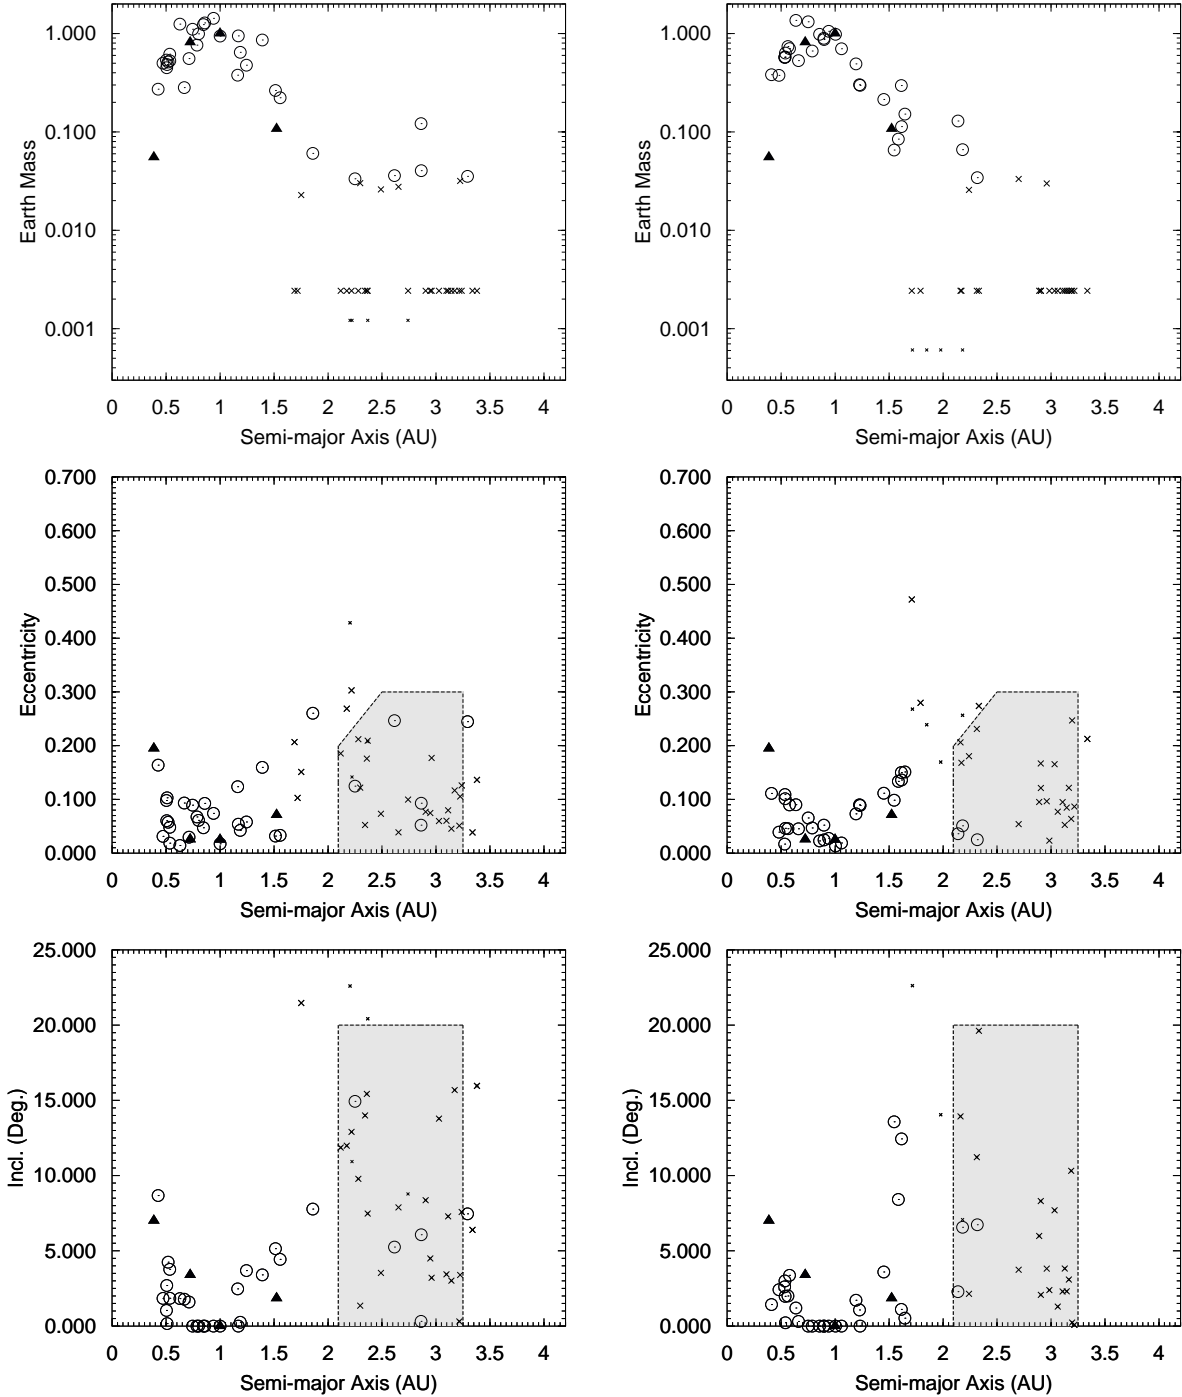 Earth Mass
1.000
0.100
0.010
0.001
0 0.5 1 1.5 2 2.5 3 3.5 4
Semi-major Axis (AU)
Earth Mass
1.000
0.100
0.010
0.001
0 0.5 1 1.5 2 2.5 3 3.5 4
Semi-major Axis (AU)
Eccentricity
0.700
0.600
0.500
0.400
0.300
0.200
0.100
0.000
0 0.5 1 1.5 2 2.5 3 3.5 4
Semi-major Axis (AU)
Eccentricity
0.700
0.600
0.500
0.400
0.300
0.200
0.100
0.000
0 0.5 1 1.5 2 2.5 3 3.5 4
Semi-major Axis (AU)
Incl. (Deg.)
25.000
20.000
15.000
10.000
5.000
0.000
0 0.5 1 1.5 2 2.5 3 3.5 4
Semi-major Axis (AU)
Incl. (Deg.)
25.000
20.000
15.000
10.000
5.000
0.000
0 0.5 1 1.5 2 2.5 3 3.5 4
Semi-major Axis (AU)